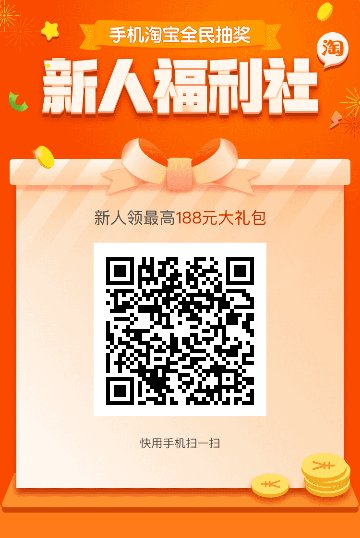 手机淘宝全民抽奖
淘
新人福利社
新人领最高188元大礼包
快用手机扫一扫